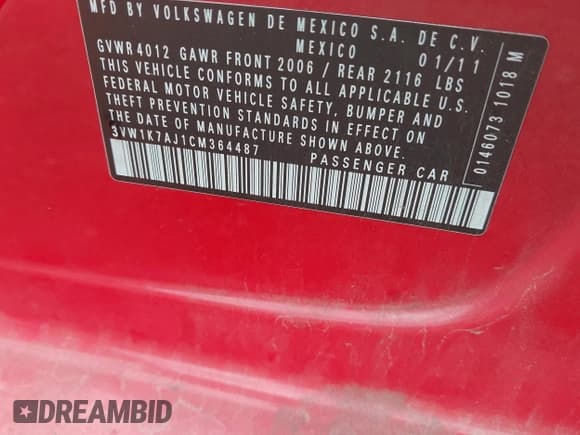 MFD BY VOLKSWAGEN DE MEXICO S.A. DE C.V.
MEXICO 01/11
GVWR 4012 GAWR FRONT 2006 / REAR 2116 LBS
THIS VEHICLE CONFORMS TO ALL APPLICABLE U.S.
FEDERAL MOTOR VEHICLE SAFETY, BUMPER AND
THEFT PREVENTION STANDARDS IN EFFECT ON
THE DATE OF MANUFACTURE SHOWN ABOVE.
3VW1K7AJ1CM364487 PASSENGER CAR
0146073 1018 M
DREAMBID